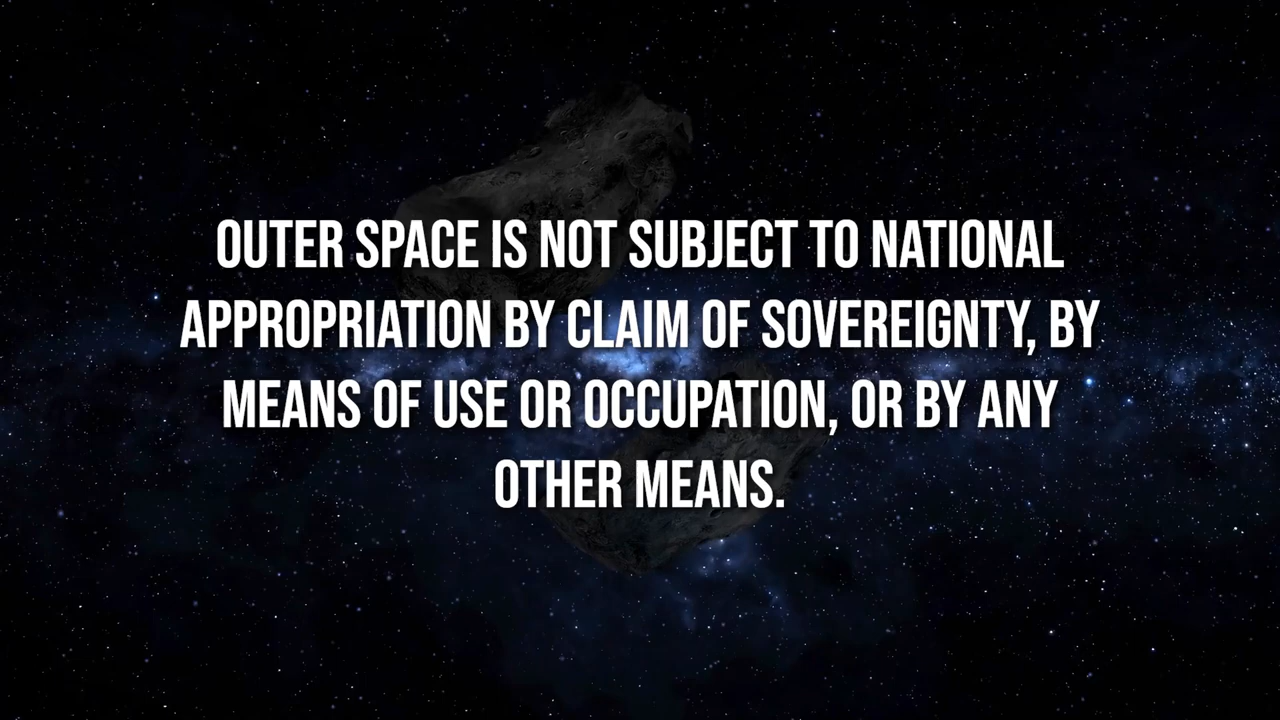 OUTER SPACE IS NOT SUBJECT TO NATIONAL
APPROPRIATION BY CLAIM OF SOVEREIGNTY, BY
MEANS OF USE OR OCCUPATION, OR BY ANY
OTHER MEANS.